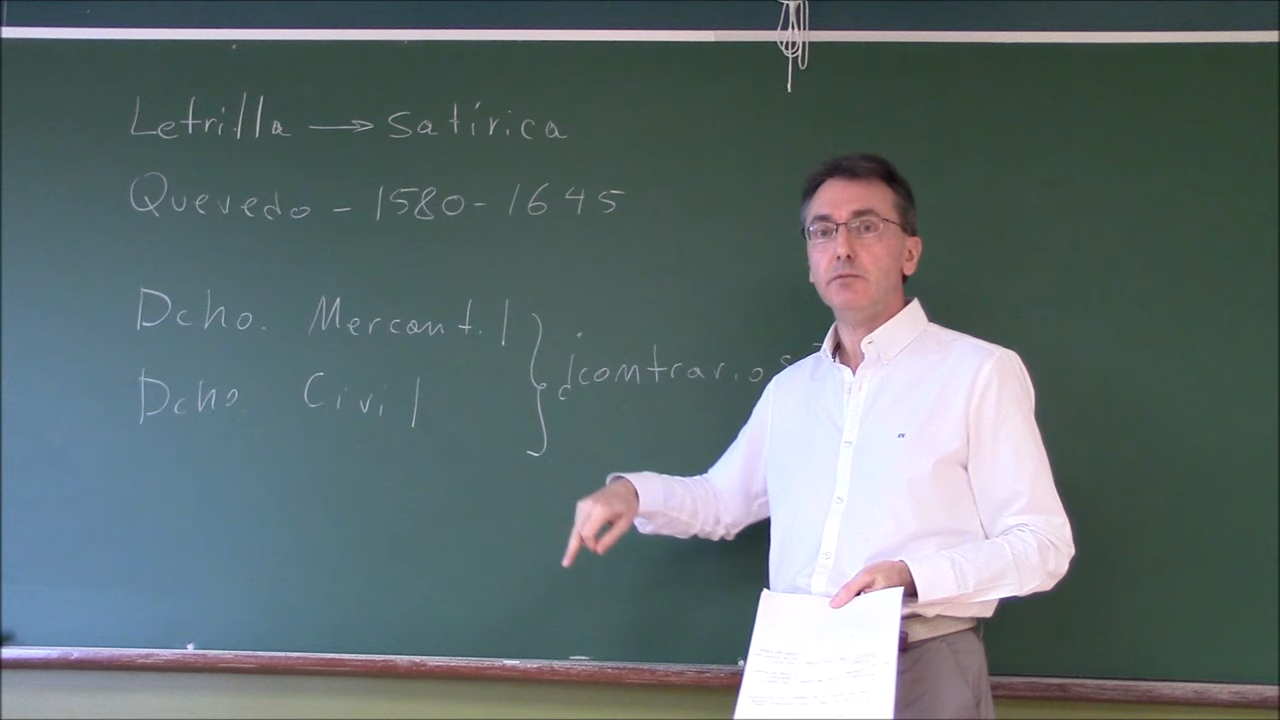 Letrilla → satírica
Quevedo - 1580-1645
Dcho. Mercantil
Dcho. Civil
¿contrarios?